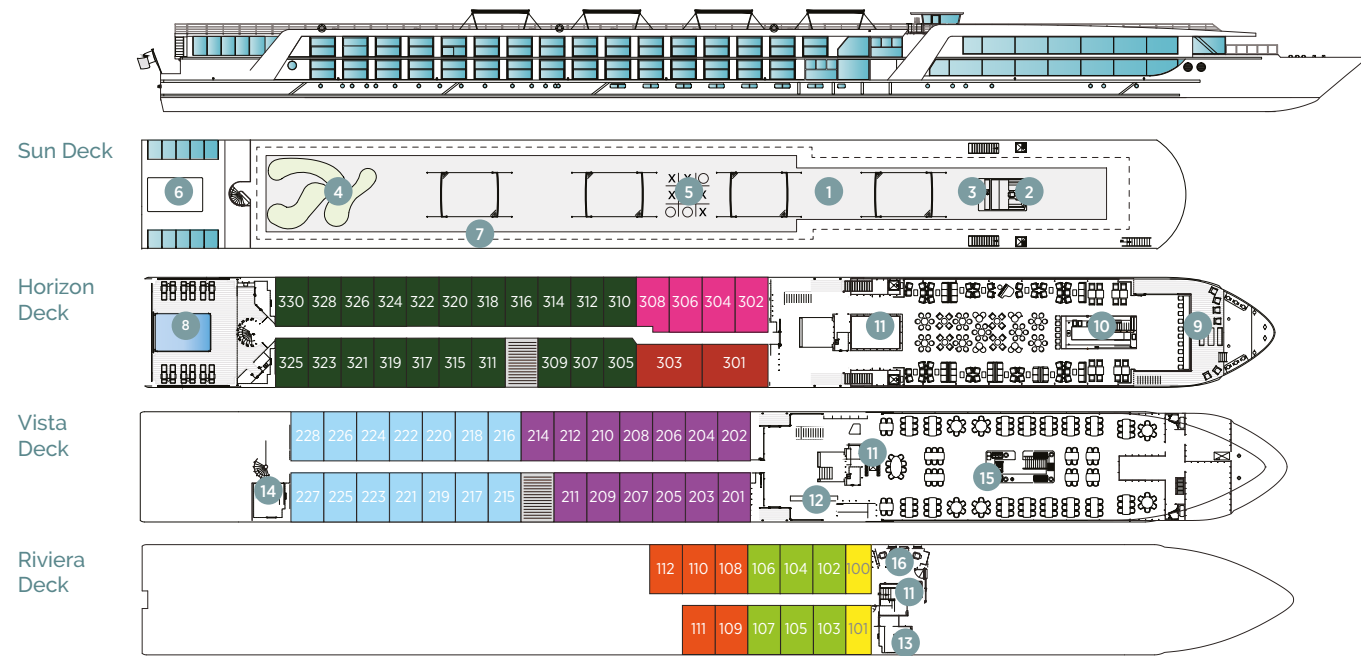 Sun Deck
6
4
7
X X O
5
X X
O O X
1
3
2
Horizon
Deck
330 328 326 324 322 320 318 316 314 312 310 308 306 304 302
8
11
10
9
325 323 321 319 317 315 311 309 307 305 303 301
Vista
Deck
228 226 224 222 220 218 216 214 212 210 208 206 204 202
11
14
15
12
227 225 223 221 219 217 215 211 209 207 205 203 201
Riviera
Deck
112 110 108 106 104 102 100
16
11
111 109 107 105 103 101
13